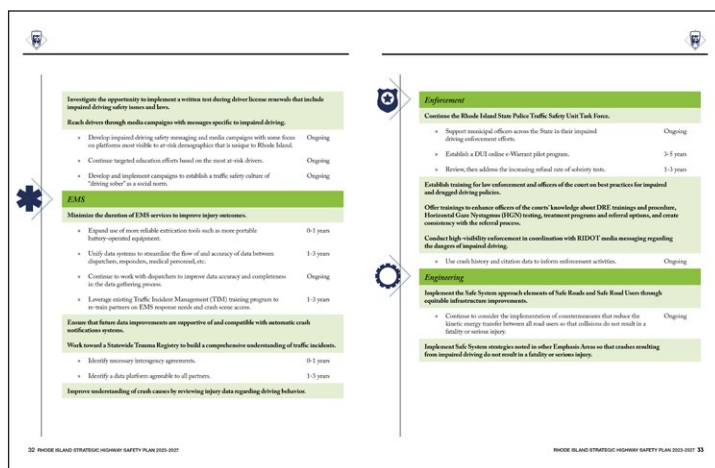 Investigate the opportunity to implement a written test during driver license renewals that include
impaired driving safety issues and laws.
Reach drivers through media campaigns with messages specific to impaired driving.
» Develop impaired driving safety messaging and media campaigns with some focus Ongoing
on platforms most visible to at-risk demographics that is unique to Rhode Island.
» Continue targeted education efforts based on the most at-risk drivers. Ongoing
» Develop and implement campaigns to establish a traffic safety culture of Ongoing
"driving sober" as a social norm.
EMS
Minimize the duration of EMS services to improve injury outcomes.
» Expand use of more reliable extrication tools such as more portable 0-1 years
battery-operated equipment.
» Unify data systems to streamline the flow of and accuracy of data between 1-3 years
dispatchers, responders, medical personnel, etc.
» Continue to work with dispatchers to improve data accuracy and completeness Ongoing
in the data gathering process.
» Leverage existing Traffic Incident Management (TIM) training program to 1-3 years
re-train partners on EMS response needs and crash scene access.
Ensure that future data improvements are supportive of and compatible with automatic crash
notifications systems.
Work toward a Statewide Trauma Registry to build a comprehensive understanding of traffic incidents.
» Identify necessary interagency agreements. 0-1 years
» Identify a data platform agreeable to all partners. 1-3 years
Improve understanding of crash causes by reviewing injury data regarding driving behavior.
32 RHODE ISLAND STRATEGIC HIGHWAY SAFETY PLAN 2023-2027
Enforcement
Continue the Rhode Island State Police Traffic Safety Unit Task Force.
» Support municipal officers across the State in their impaired Ongoing
driving enforcement efforts.
» Establish a DUI online e-Warrant pilot program. 3-5 years
» Review, then address the increasing refusal rate of sobriety tests. 1-3 years
Establish training for law enforcement and officers of the court on best practices for impaired
and drugged driving policies.
Offer trainings to enhance officers of the courts' knowledge about DRE trainings and procedure,
Horizontal Gaze Nystagmus (HGN) testing, treatment programs and referral options, and create
consistency with the referral process.
Conduct high-visibility enforcement in coordination with RIDOT media messaging regarding
the dangers of impaired driving.
» Use crash history and citation data to inform enforcement activities. Ongoing
Engineering
Implement the Safe System approach elements of Safe Roads and Safe Road Users through
equitable infrastructure improvements.
» Continue to consider the implementation of countermeasures that reduce the Ongoing
kinetic energy transfer between all road users so that collisions do not result in a
fatality or serious injury.
Implement Safe System strategies noted in other Emphasis Areas so that crashes resulting
from impaired driving do not result in a fatality or serious injury.
RHODE ISLAND STRATEGIC HIGHWAY SAFETY PLAN 2023-2027 33